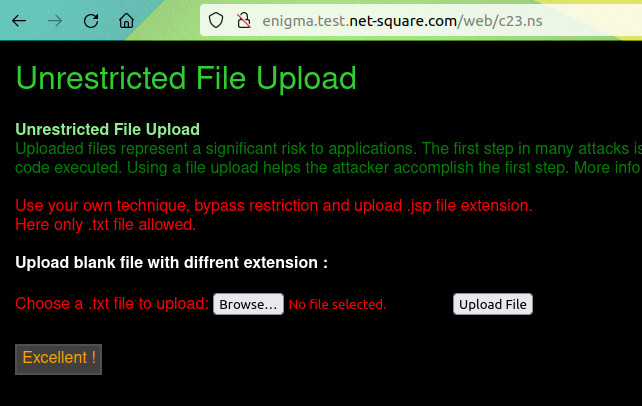 enigma.test.net-square.com/web/c23.ns
Unrestricted File Upload
Unrestricted File Upload
Uploaded files represent a significant risk to applications. The first step in many attacks is
code executed. Using a file upload helps the attacker accomplish the first step. More info
Use your own technique, bypass restriction and upload .jsp file extension.
Here only .txt file allowed.
Upload blank file with diffrent extension :
Choose a .txt file to upload: Browse... No file selected. Upload File
Excellent !